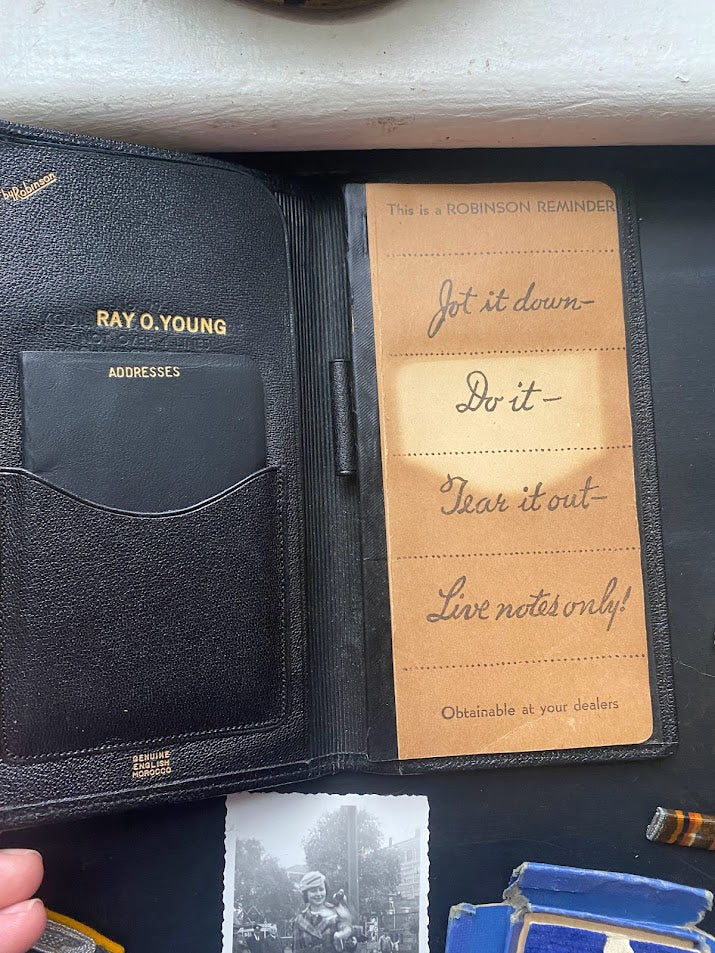 by Robinson
RAY O. YOUNG
ADDRESSES
GENUINE
ENGLISH
MOROCCO
This is a ROBINSON REMINDER
Jot it down-
Do it-
Tear it out-
Live notes only!
Obtainable at your dealers